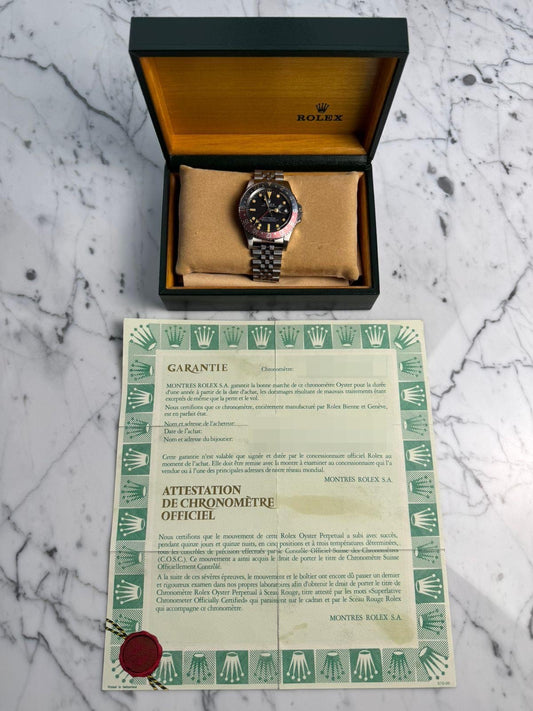 ROLEX
GARANTIE
Chronomètre:
MONTRES ROLEX S.A. garantit la bonne marche de ce chronomètre Oyster pour la durée
d'une année à partir de la date d'achat, les dommages résultant de mauvais traitements étant
exceptés de même que la perte et le vol.
Nous certifions que ce chronomètre, entièrement manufacturé par Rolex Bienne et Genève,
est en parfait état.
Nom et adresse de l'acheteur:
Date de l'achat:
Nom et adresse du bijoutier:
Cette garantie n'est valable que signée et datée par le concessionnaire officiel Rolex au
moment de l'achat. Elle doit être remise avec la montre à examiner au concessionnaire qui l'a
vendue ou à l'une des principales adresses de notre réseau mondial.
MONTRES ROLEX S.A.
ATTESTATION
DE CHRONOMÈTRE
OFFICIEL
Nous certifions que le mouvement de cette Rolex Oyster Perpetual a subi avec succès,
pendant quinze jours et quinze nuits, en cinq positions et à trois températures déterminées,
tous les contrôles de précision effectués par le Contrôle Officiel Suisse des Chronomètres
(C.O.S.C.). Ce mouvement a ainsi acquis le droit de porter le titre de Chronomètre Suisse
Officiellement Contrôlé.
A la suite de ces sévères épreuves, le mouvement et le boîtier ont encore dû passer un dernier
et rigoureux examen dans nos propres laboratoires afin d'obtenir le droit de porter le titre de
Chronomètre Rolex Oyster Perpetual à Sceau Rouge, titre attesté par les mots «Superlative
Chronometer Officially Certified» qui paraissent sur le cadran et par le Sceau Rouge Rolex
qui accompagne ce chronomètre.
MONTRES ROLEX S.A.
Printed in Switzerland